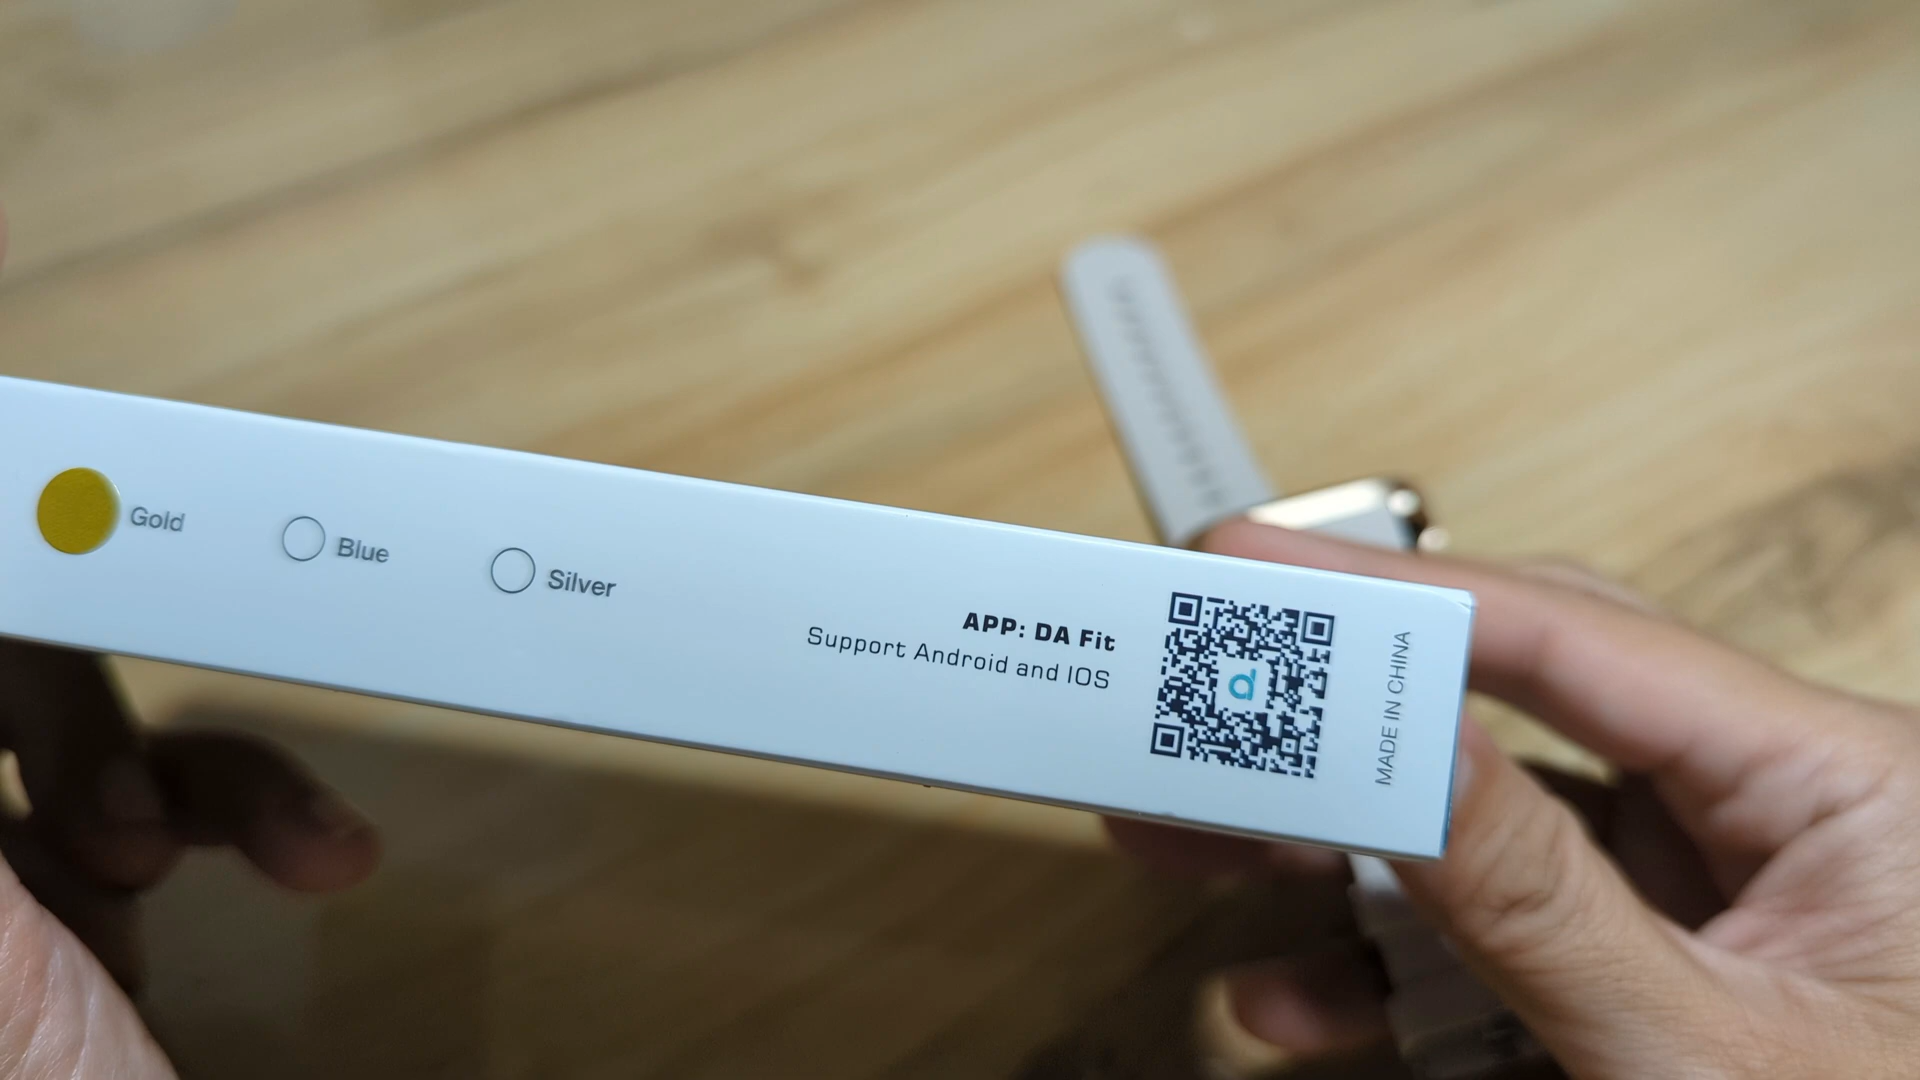 Gold
Blue
Silver
APP: DA Fit
Support Android and IOS
d
MADE IN CHINA